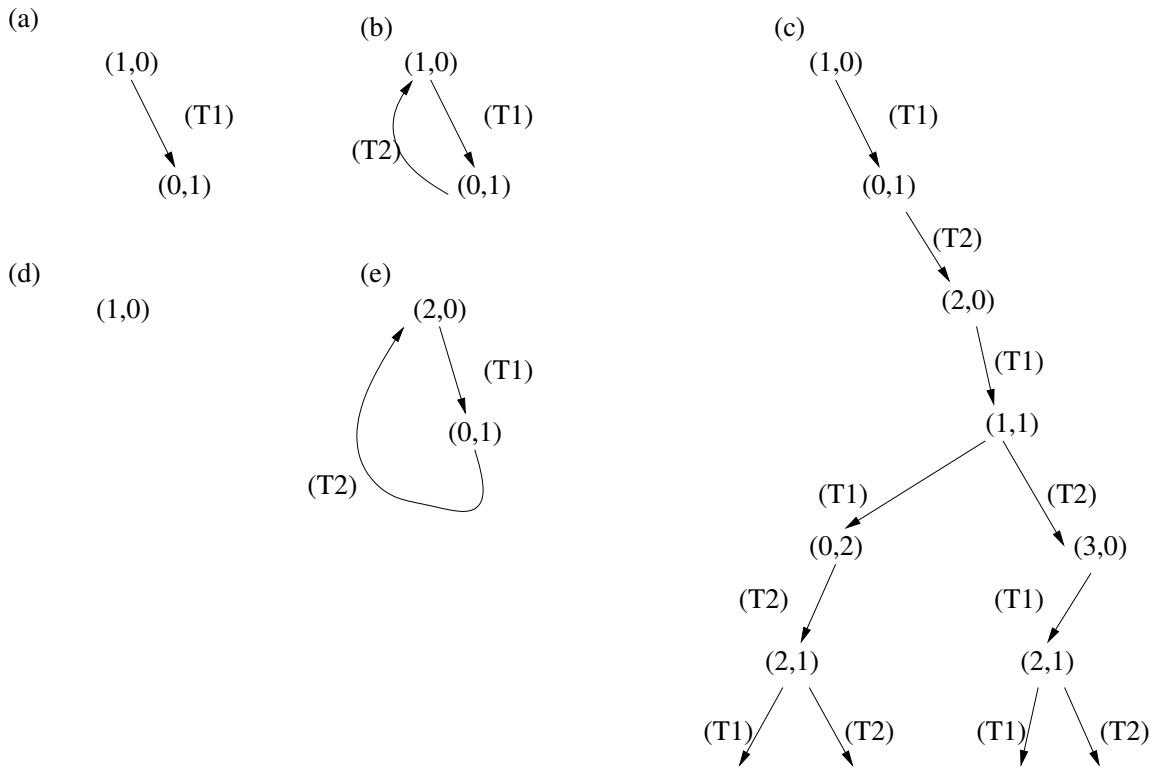 (a)
(1,0)
(T1)
(0,1)
(b)
(1,0)
(T1)
(T2)
(0,1)
(c)
(1,0)
(T1)
(0,1)
(T2)
(2,0)
(T1)
(1,1)
(T1)
(T2)
(0,2)
(3,0)
(T2)
(T1)
(2,1)
(2,1)
(T1)
(T2)
(T1)
(T2)
(d)
(1,0)
(e)
(2,0)
(T1)
(0,1)
(T2)